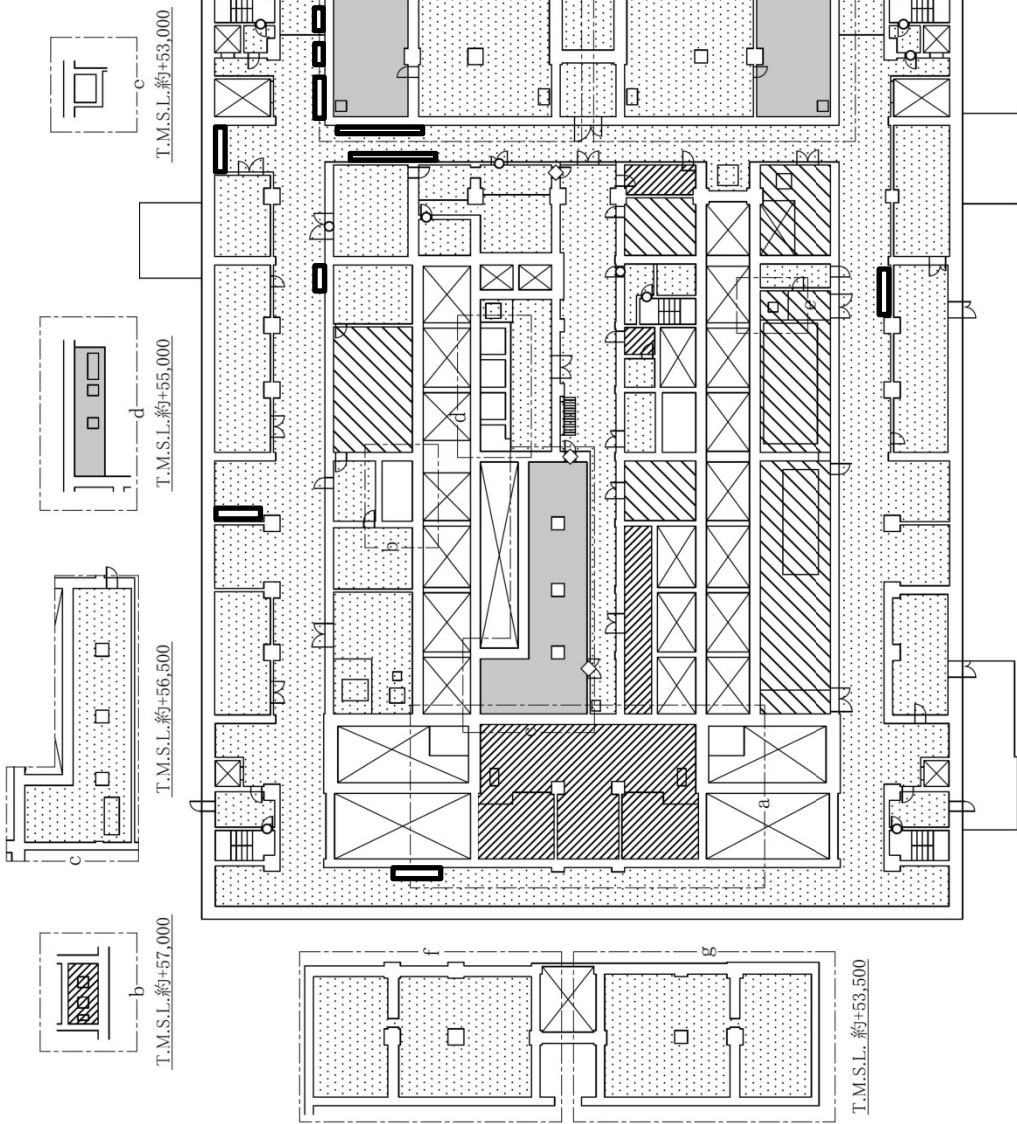 b
T.M.S.L.約+57,000
c
T.M.S.L.約+56,500
d
T.M.S.L.約+55,000
e
T.M.S.L.約+53,000
f
g
T.M.S.L. 約+53,500
b
d
c
a
e